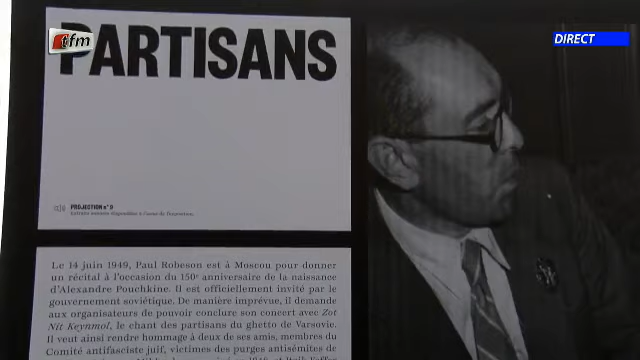 tfm
DIRECT
PARTISANS
PROJECTION n° 9
Le 14 juin 1949, Paul Robeson est à Moscou pour donner
un récital à l'occasion du 150e anniversaire de la naissance
d'Alexandre Pouchkine. Il est officiellement invité par le
gouvernement soviétique. De manière imprévue, il demande
aux organisateurs de pouvoir conclure son concert avec Zot
Nit Keynmol, le chant des partisans du ghetto de Varsovie.
Il veut ainsi rendre hommage à deux de ses amis, membres du
Comité antifasciste juif, victimes des purges antisémites de